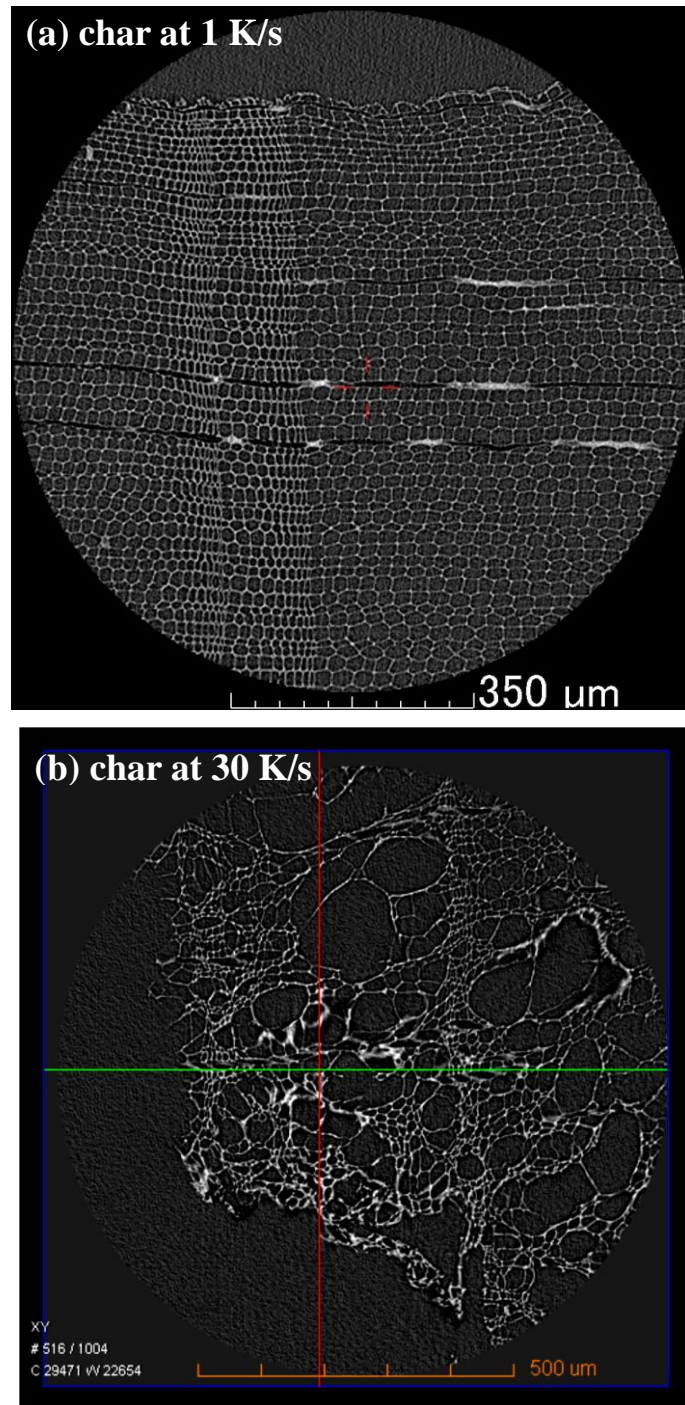 (a) char at 1 K/s
350 µm
(b) char at 30 K/s
XY
# 516 / 1004
C 29471 W 22654
500 um